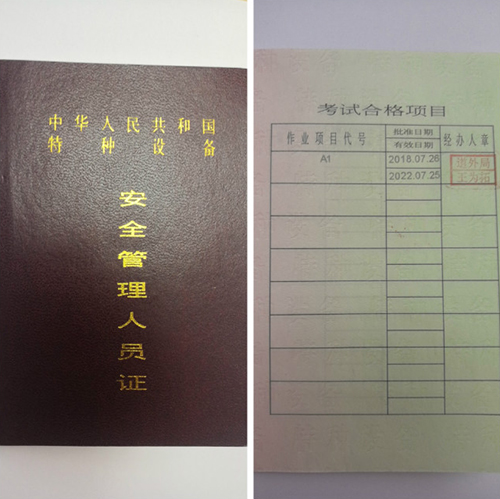 中华人民共和国
特种设备
安全管理人员证
考试合格项目
作业项目代号
批准日期
有效日期
经办人章
A1
2018.07.26
2022.07.25